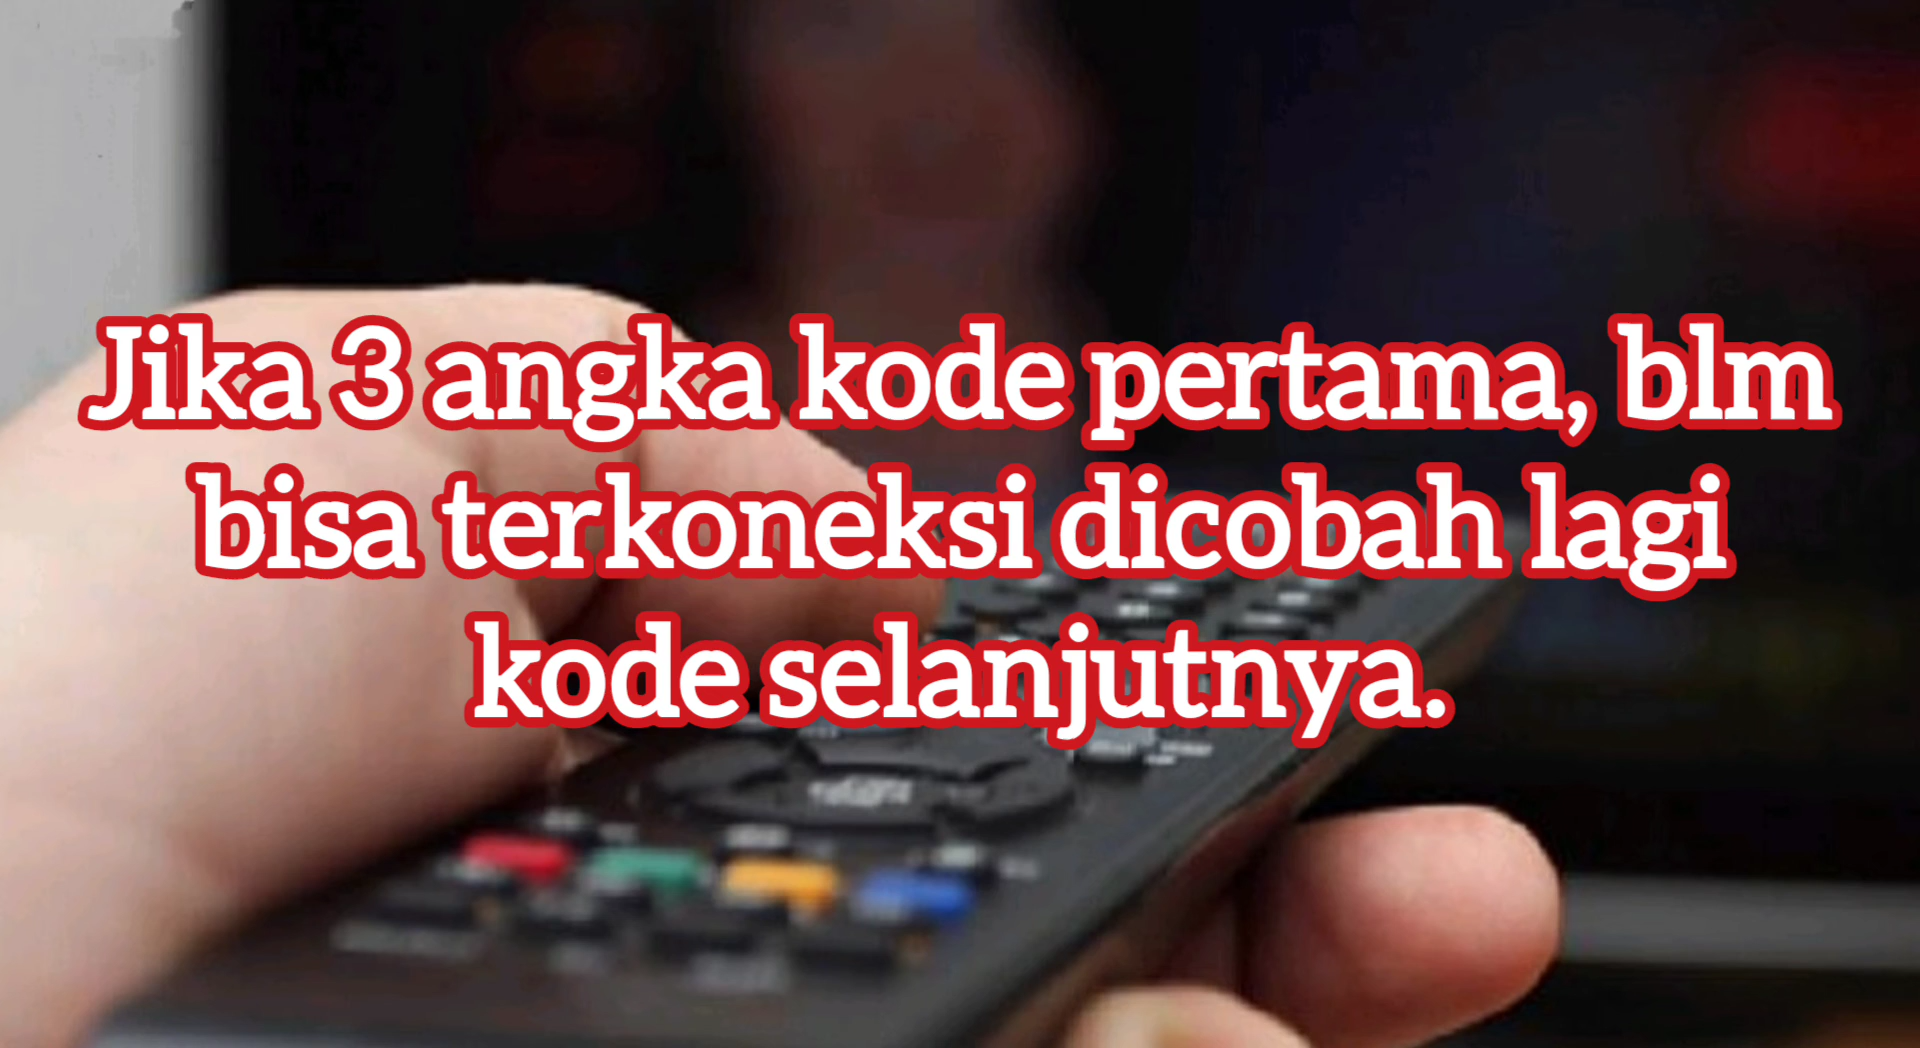 Jika 3 angka kode pertama, blm
bisa terkoneksi dicobah lagi
kode selanjutnya.